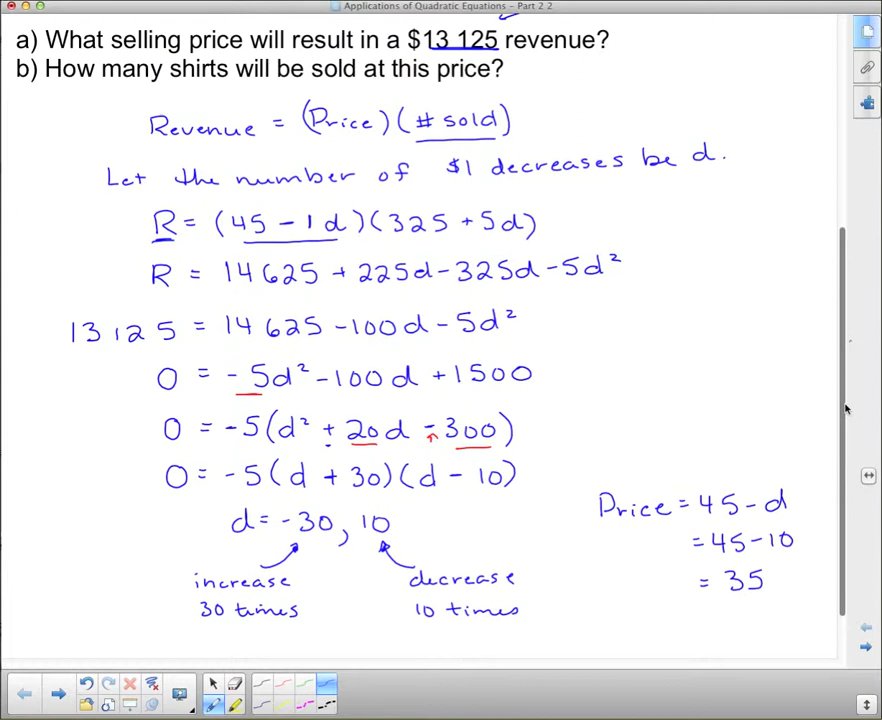 Applications of Quadratic Equations - Part 2 2
a) What selling price will result in a $13 125 revenue?
b) How many shirts will be sold at this price?
Revenue = (Price)(# sold)
Let the number of $1 decreases be d.
R = (45 - 1d)(325 + 5d)
R = 14625 + 225d - 325d - 5d²
13125 = 14625 - 100d - 5d²
0 = -5d² - 100d + 1500
0 = -5(d² + 20d - 300)
0 = -5(d + 30)(d - 10)
d = -30, 10
increase
30 times
decrease
10 times
Price = 45 - d
= 45 - 10
= 35